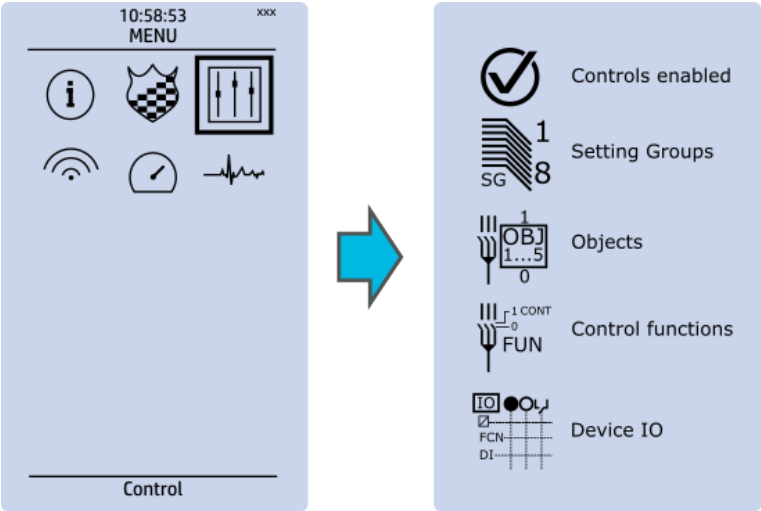 10:58:53 xxx
MENU
i
Control
Controls enabled
1
SG 8
Setting Groups
1
OBJ
1...5
0
Objects
1 CONT
0
FUN
Control functions
IO
FCN
DI
Device IO